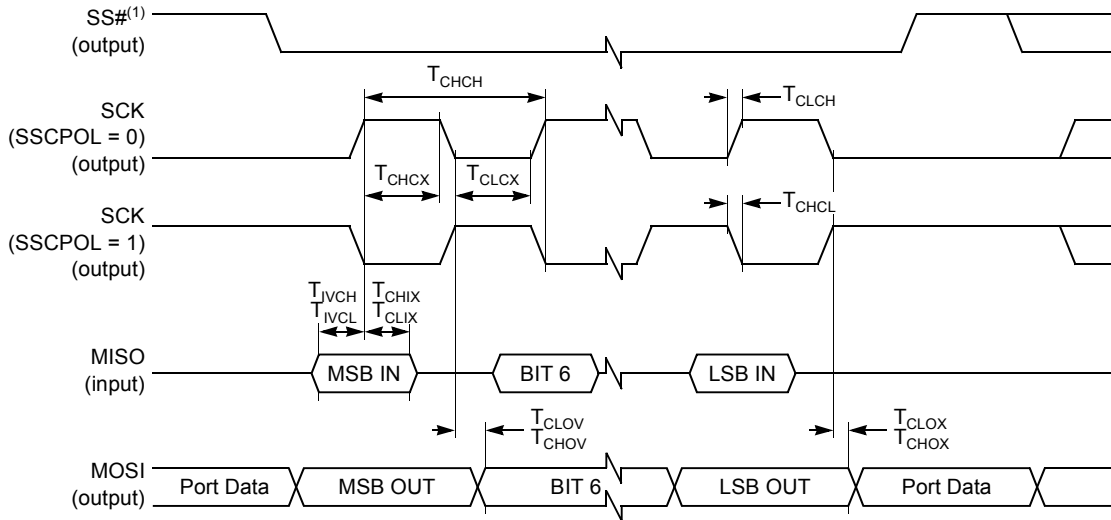 SS#(1)
(output)
TCHCH
TCLCH
SCK
(SSCPOL = 0)
(output)
TCHCX
TCLCX
TCHCL
SCK
(SSCPOL = 1)
(output)
TIVCH
TIVCL
TCHIX
TCLIX
MISO
(input)
MSB IN
BIT 6
LSB IN
TCLOV
TCHOV
TCLOX
TCHOX
MOSI
(output)
Port Data
MSB OUT
BIT 6
LSB OUT
Port Data